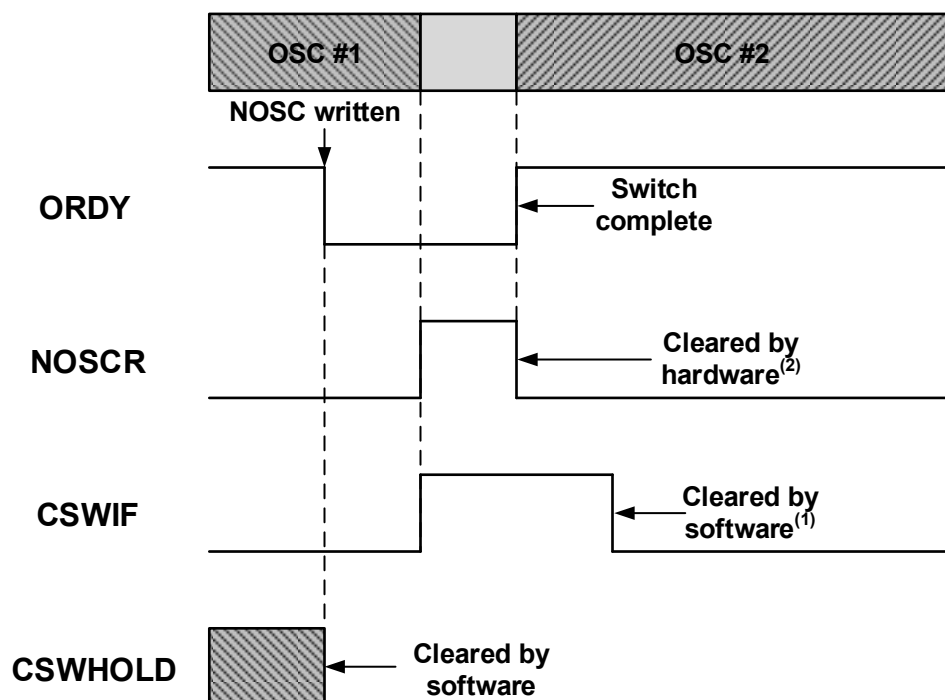 OSC #1
OSC #2
NOSC written
ORDY
Switch
complete
NOSCR
Cleared by
hardware(2)
CSWIF
Cleared by
software(1)
CSWHOLD
Cleared by
software